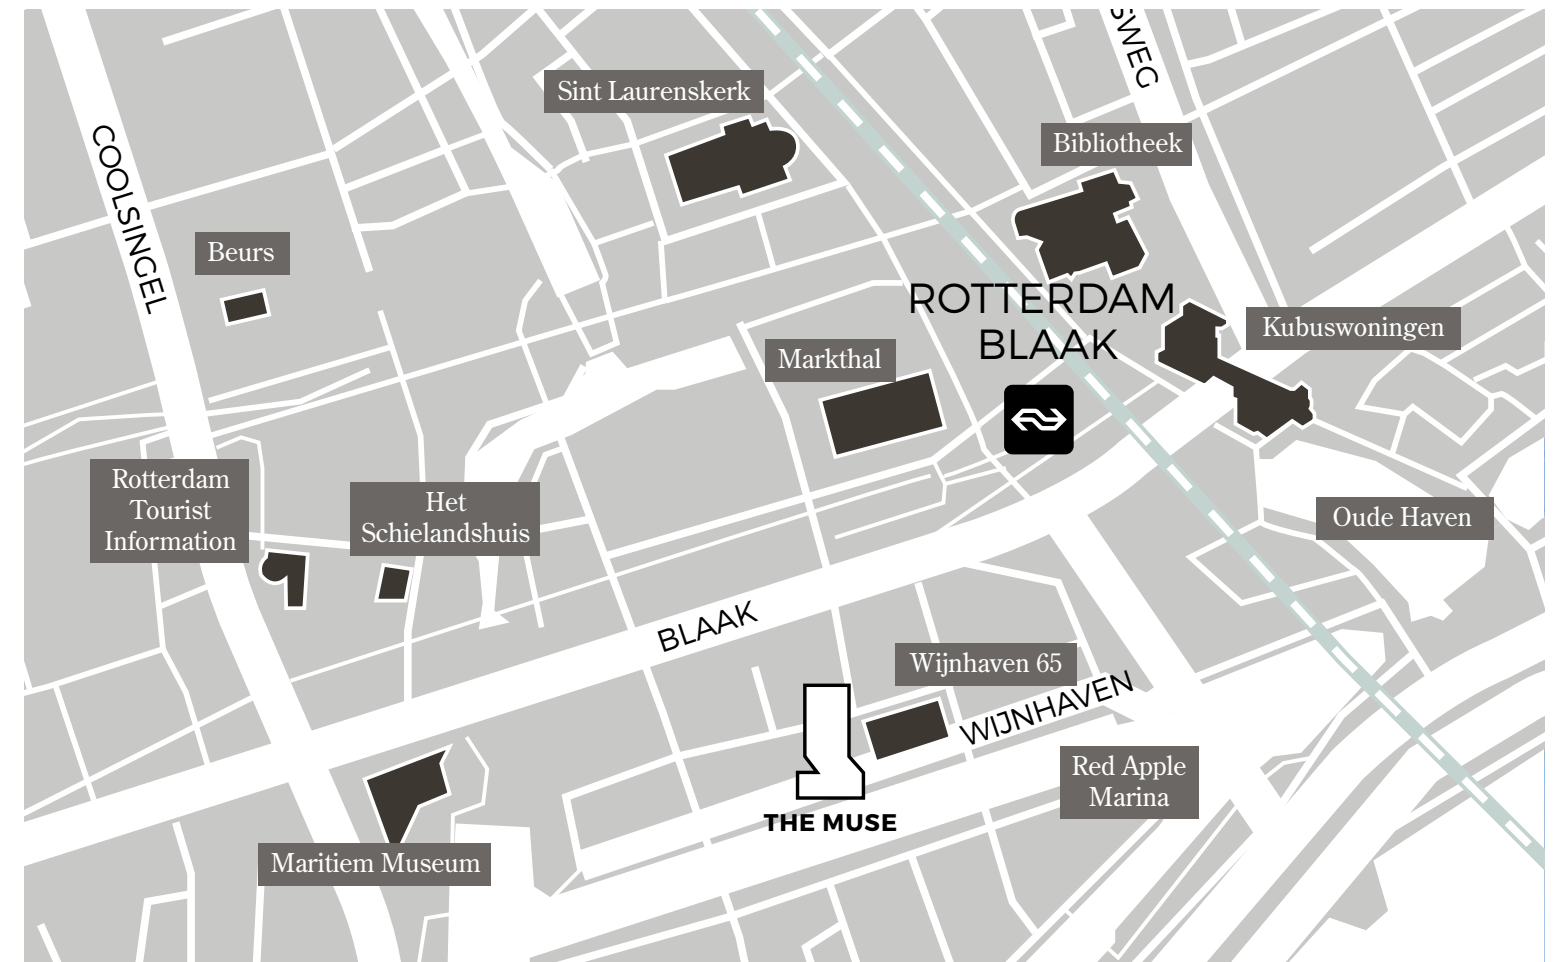 SWEG
Sint Laurenskerk
COOLSINGEL
Bibliotheek
Beurs
ROTTERDAM
BLAAK
Kubuswoningen
Markthal
Rotterdam
Tourist
Information
Het
Schielandshuis
Oude Haven
BLAAK
Wijnhaven 65
WIJNHAVEN
Red Apple
Marina
THE MUSE
Maritiem Museum